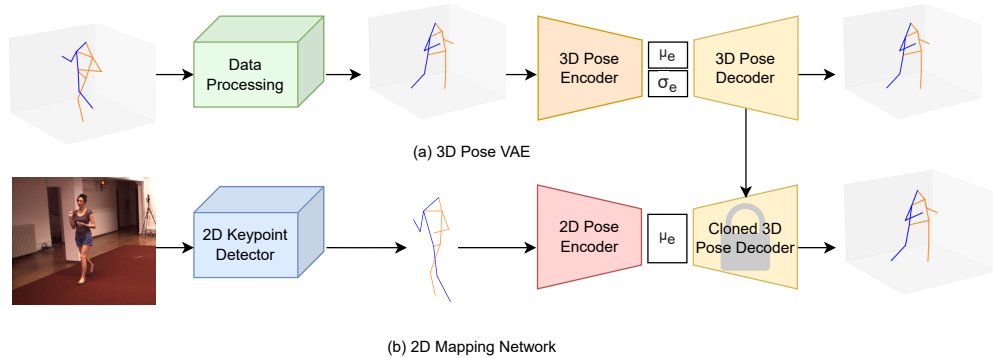 Data
Processing
3D Pose
Encoder
μe
σe
3D Pose
Decoder
(a) 3D Pose VAE
2D Keypoint
Detector
2D Pose
Encoder
μe
Cloned 3D
Pose Decoder
(b) 2D Mapping Network